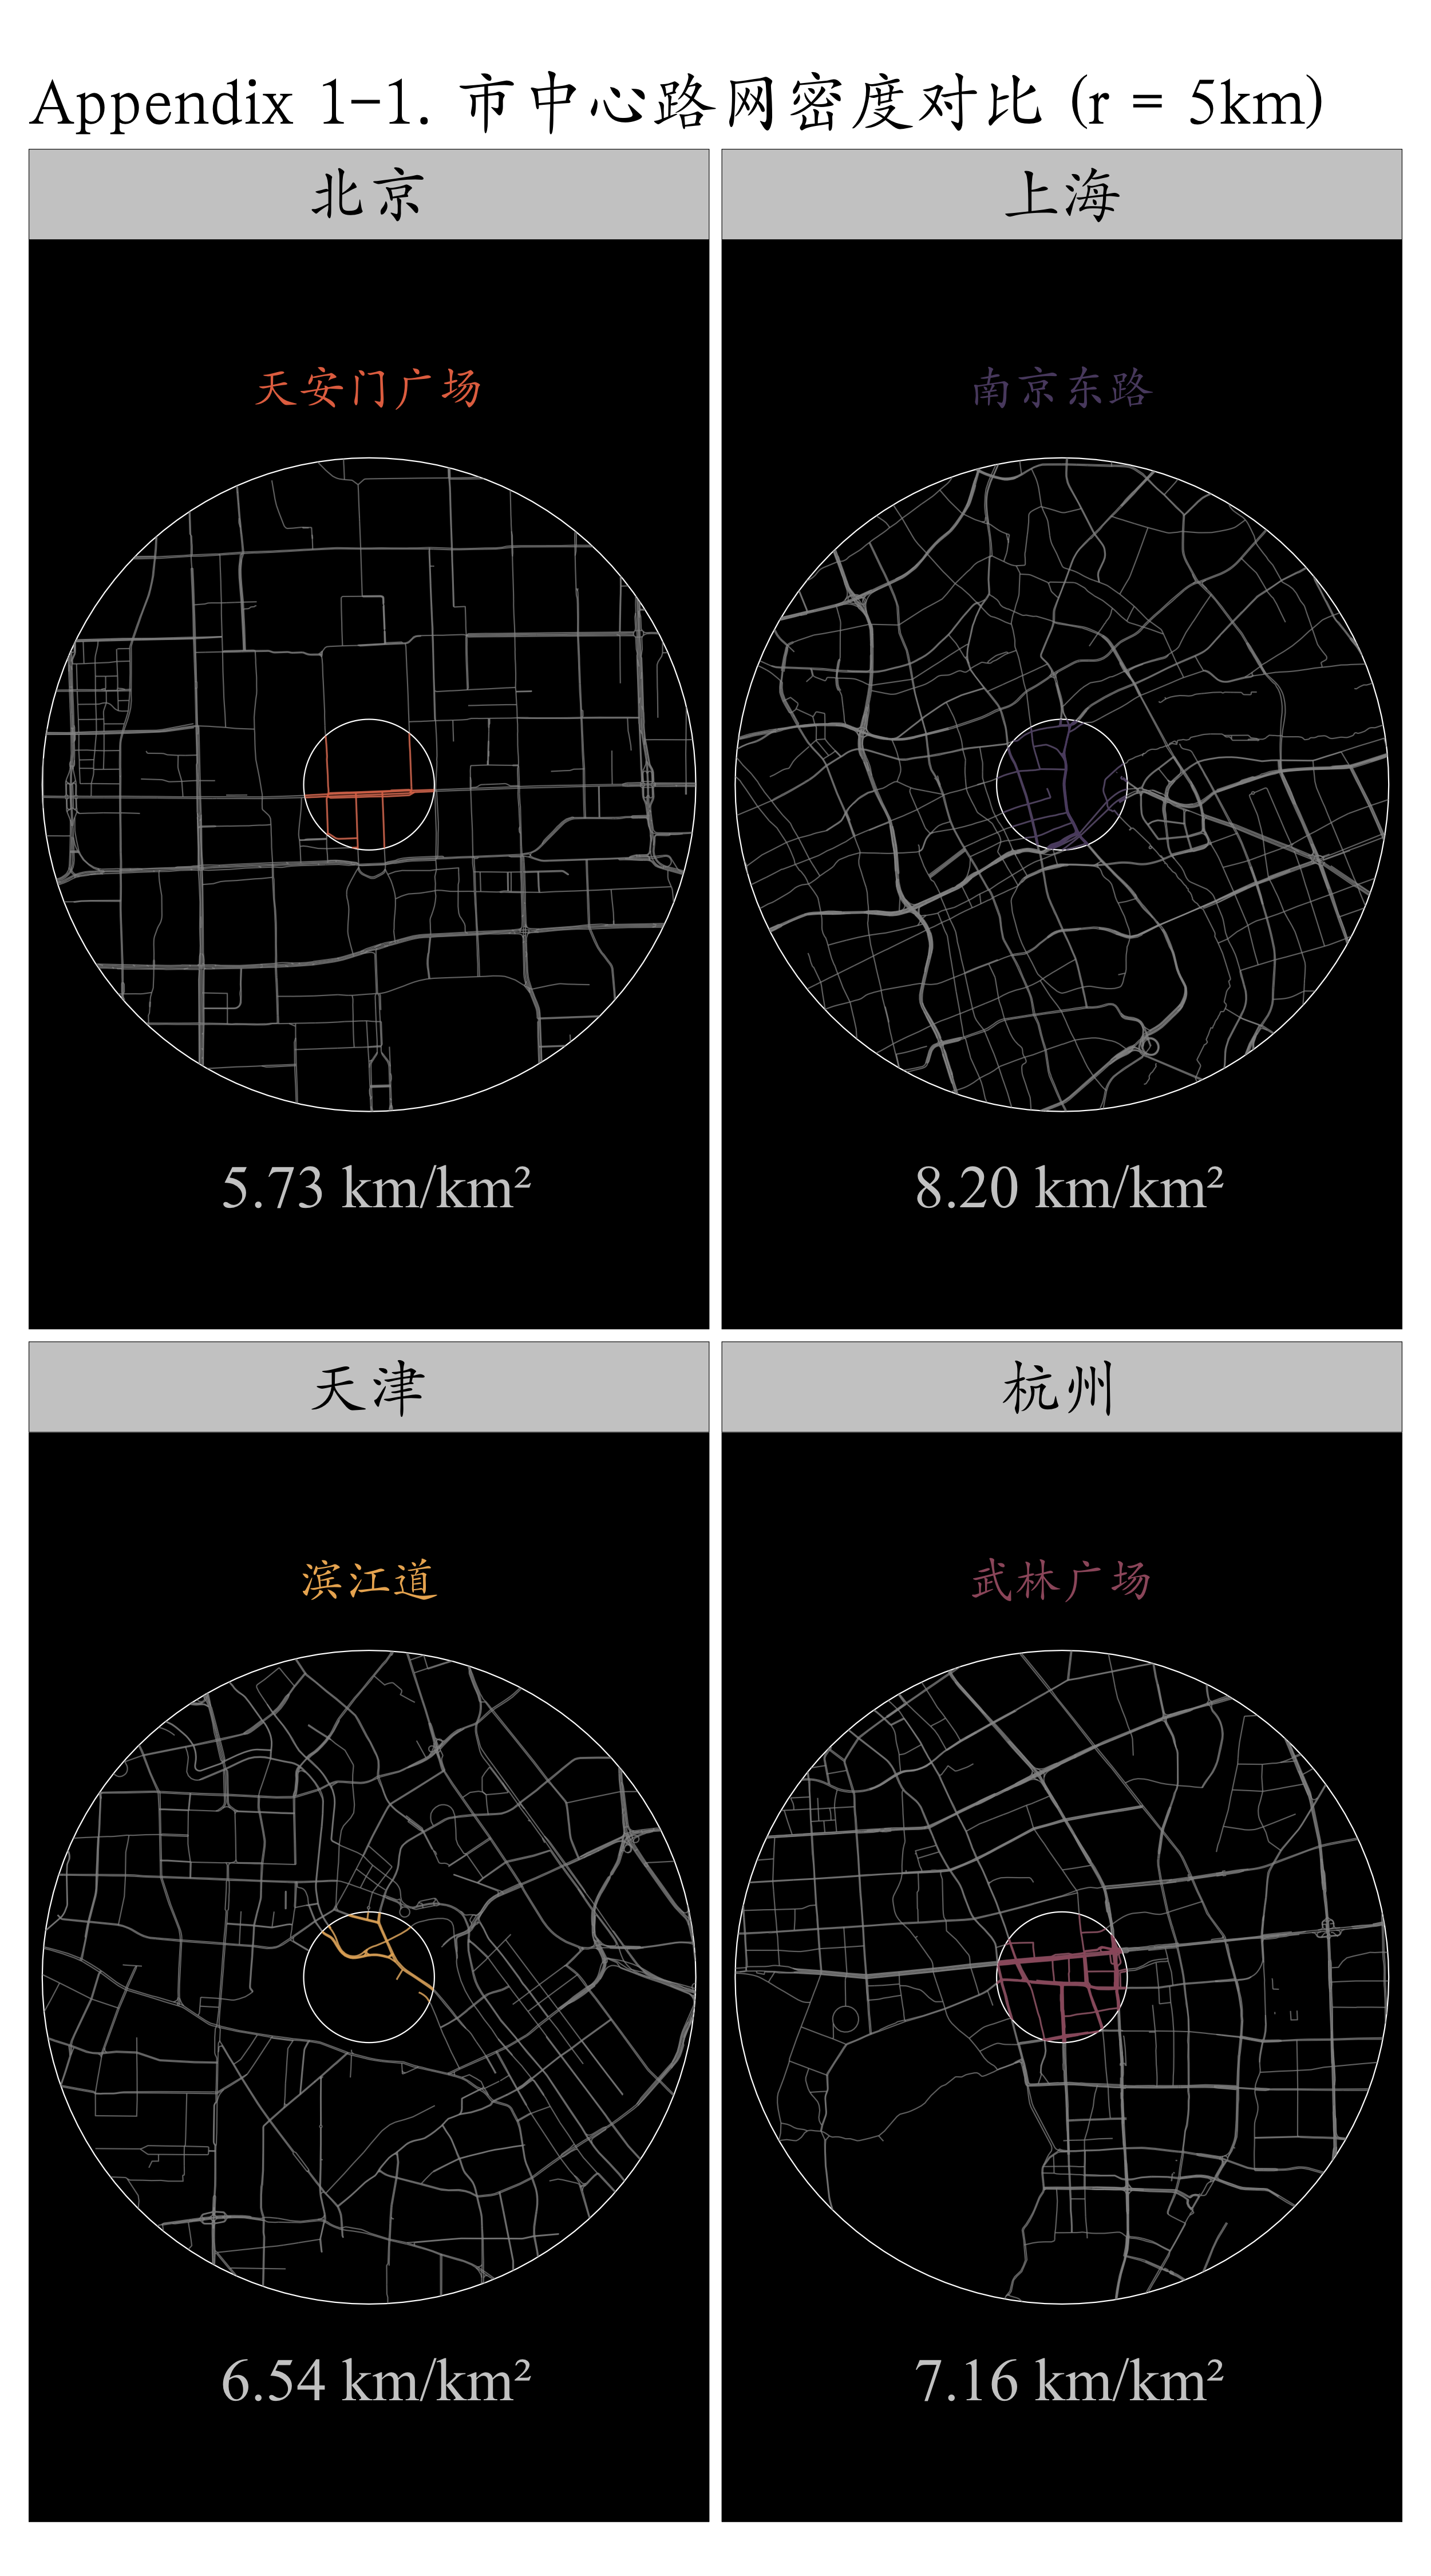 Appendix 1-1. 市中心路网密度对比 (r = 5km)
北京
天安门广场
5.73 km/km²
上海
南京东路
8.20 km/km²
天津
滨江道
6.54 km/km²
杭州
武林广场
7.16 km/km²